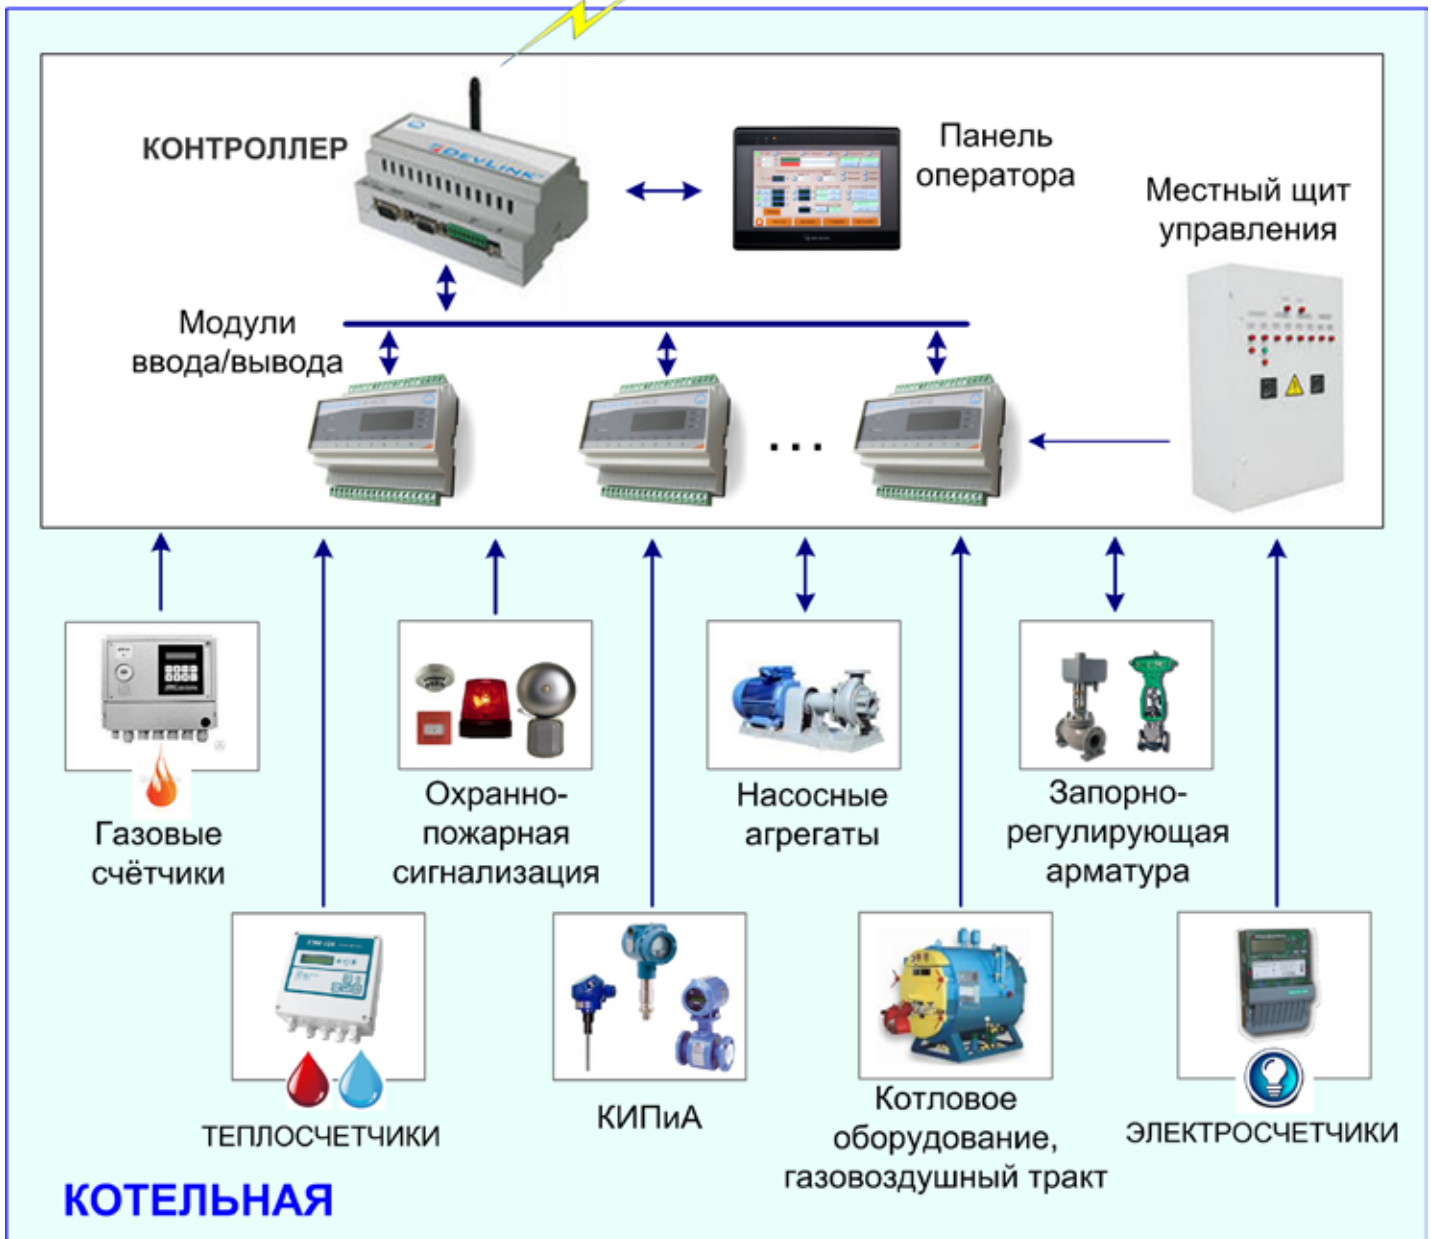 КОНТРОЛЛЕР
DEVLINK
Панель
оператора
Местный щит
управления
Модули
ввода/вывода
...
Газовые
счётчики
Охранно-
пожарная
сигнализация
Насосные
агрегаты
Запорно-
регулирующая
арматура
ТЕПЛОСЧЕТЧИКИ
КИПиА
Котловое
оборудование,
газовоздушный тракт
ЭЛЕКТРОСЧЕТЧИКИ
КОТЕЛЬНАЯ